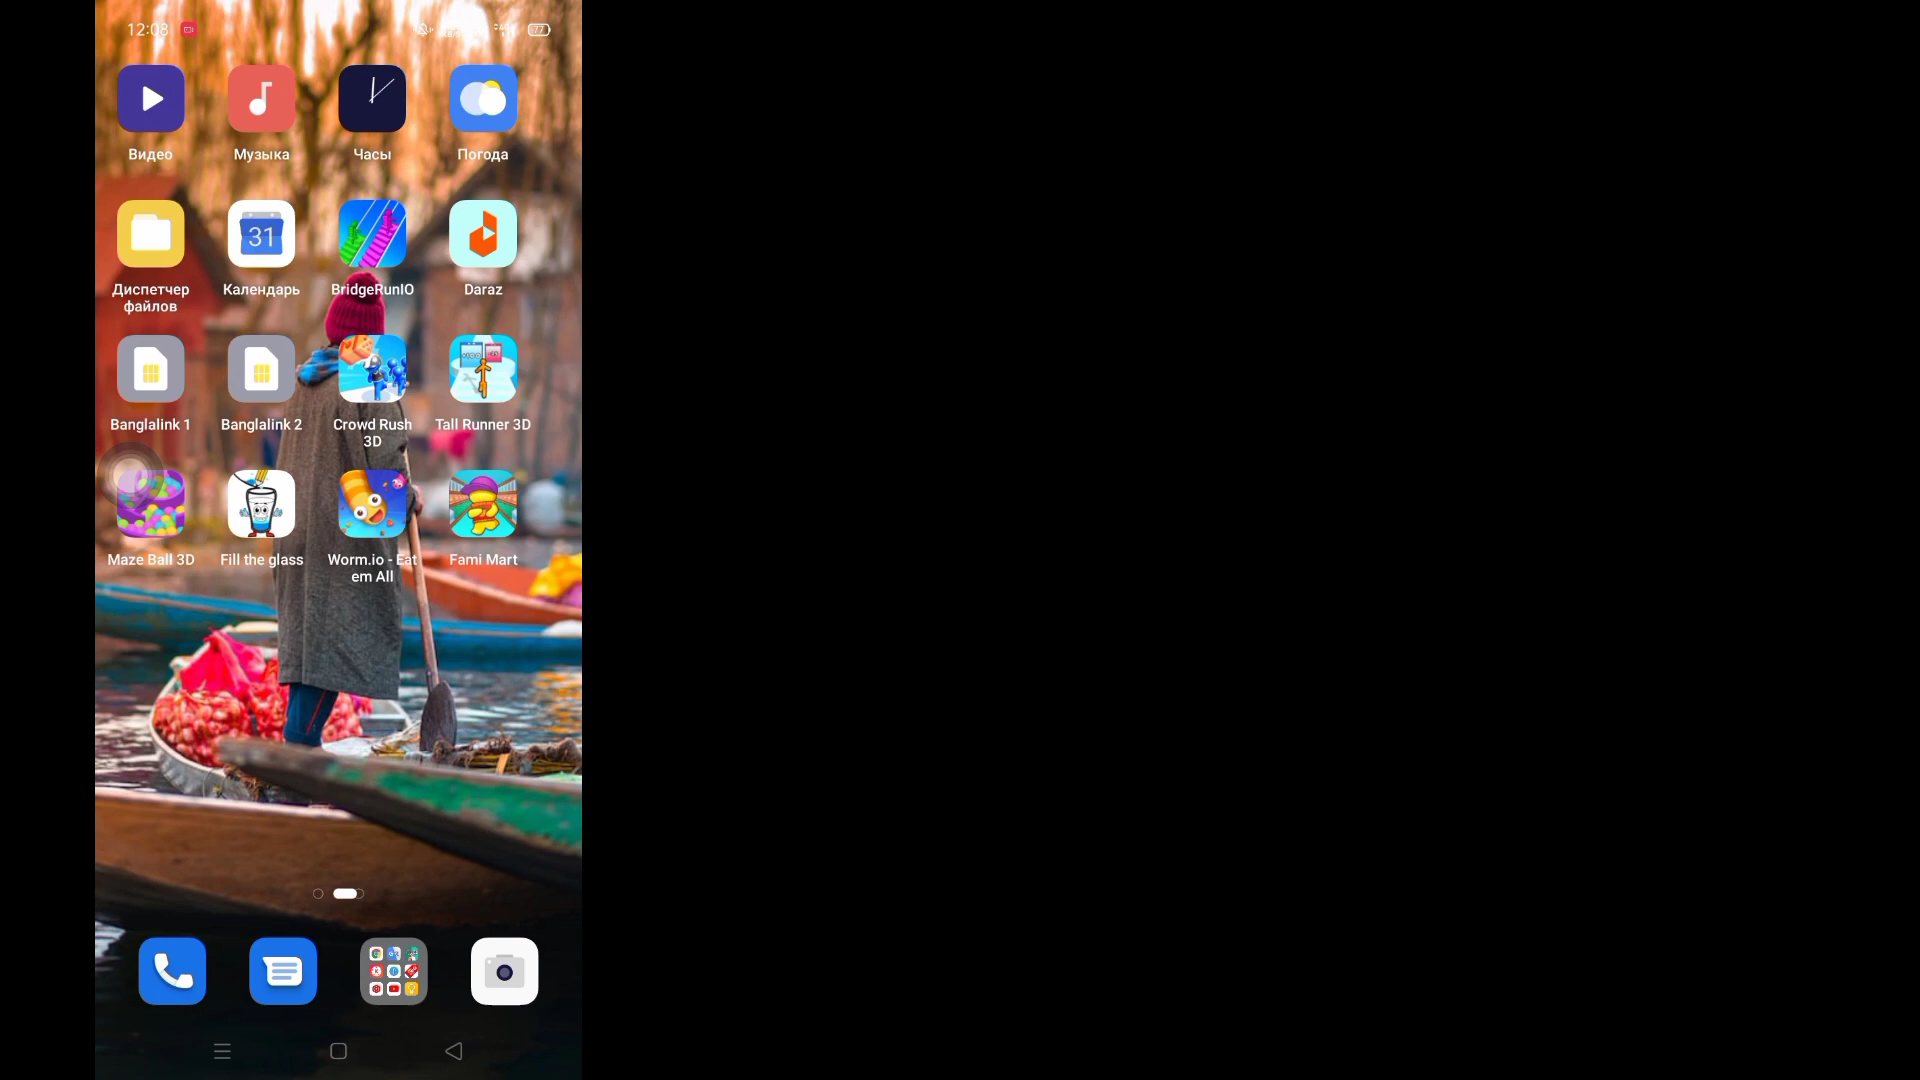 12:08
77
Видео
Музыка
Часы
Погода
31
Диспетчер
файлов
Календарь
BridgeRunIO
Daraz
Banglalink 1
Banglalink 2
Crowd Rush
3D
Tall Runner 3D
Maze Ball 3D
Fill the glass
Worm.io - Eat
em All
Fami Mart